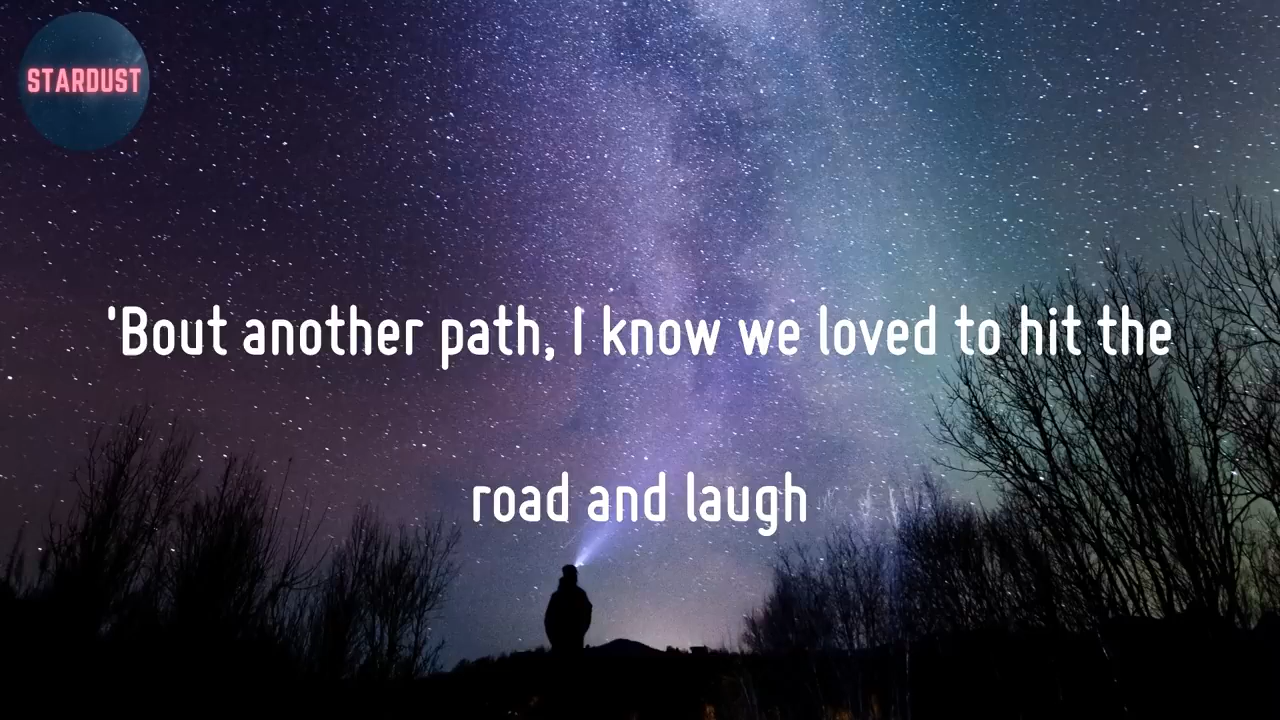 STARDUST
'Bout another path, I know we loved to hit the
road and laugh